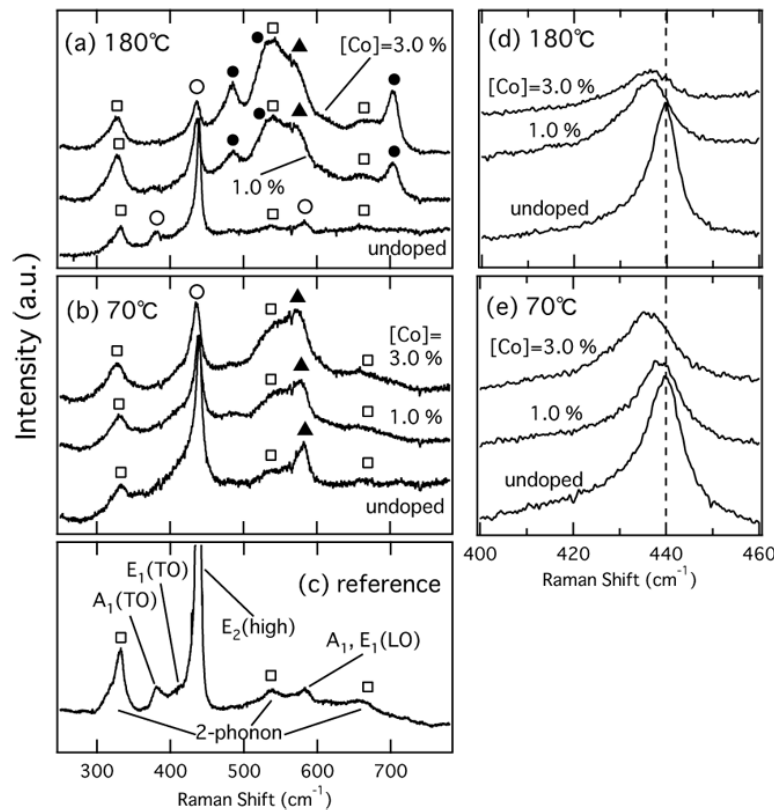 (a) 180℃
[Co]=3.0 %
1.0 %
undoped
(b) 70℃
[Co]=
3.0 %
1.0 %
undoped
(c) reference
E1(TO)
A1(TO)
E2(high)
A1, E1(LO)
2-phonon
300 400 500 600 700
Raman Shift (cm-1)
Intensity (a.u.)
(d) 180℃
[Co]=3.0 %
1.0 %
undoped
(e) 70℃
[Co]=3.0 %
1.0 %
undoped
400 420 440 460
Raman Shift (cm-1)